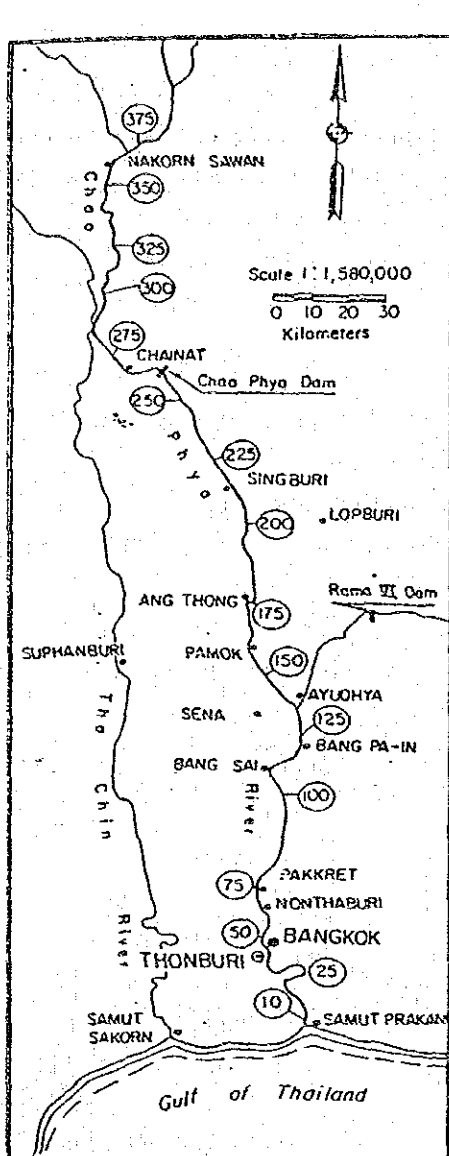 375
NAKORN SAWAN
Chao
350
325
Scale 1:1,580,000
300
0 10 20 30
Kilometers
275
CHAINAT
Chao Phya Dam
250
Phya
225
SINGBURI
200
LOPBURI
Rama VI Dam
ANG THONG
175
PAMOK
150
SUPHANBURI
AYUDHYA
SENA
125
BANG PA-IN
Tha Chin
BANG SAI
100
River
75
PAKKRET
NONTHABURI
50
BANGKOK
River
THONBURI
25
10
SAMUT
SAKORN
SAMUT PRAKAN
Gulf of Thailand